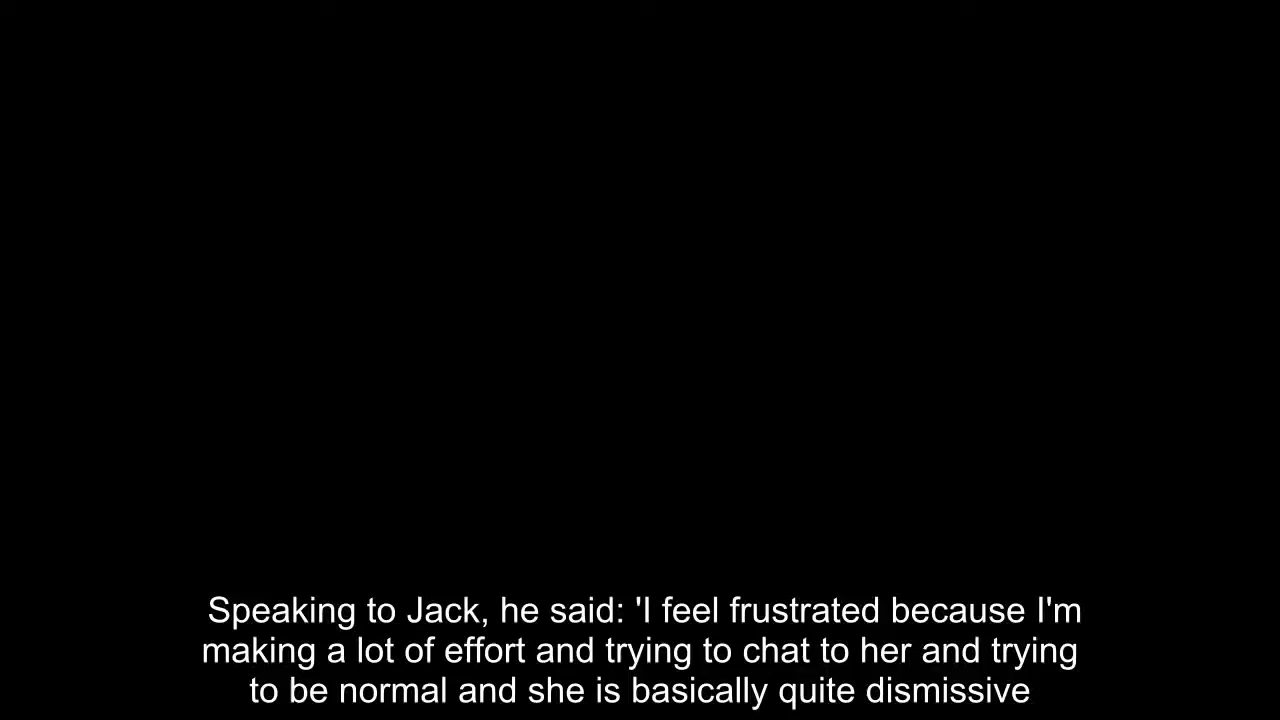 Speaking to Jack, he said: 'I feel frustrated because I'm
making a lot of effort and trying to chat to her and trying
to be normal and she is basically quite dismissive